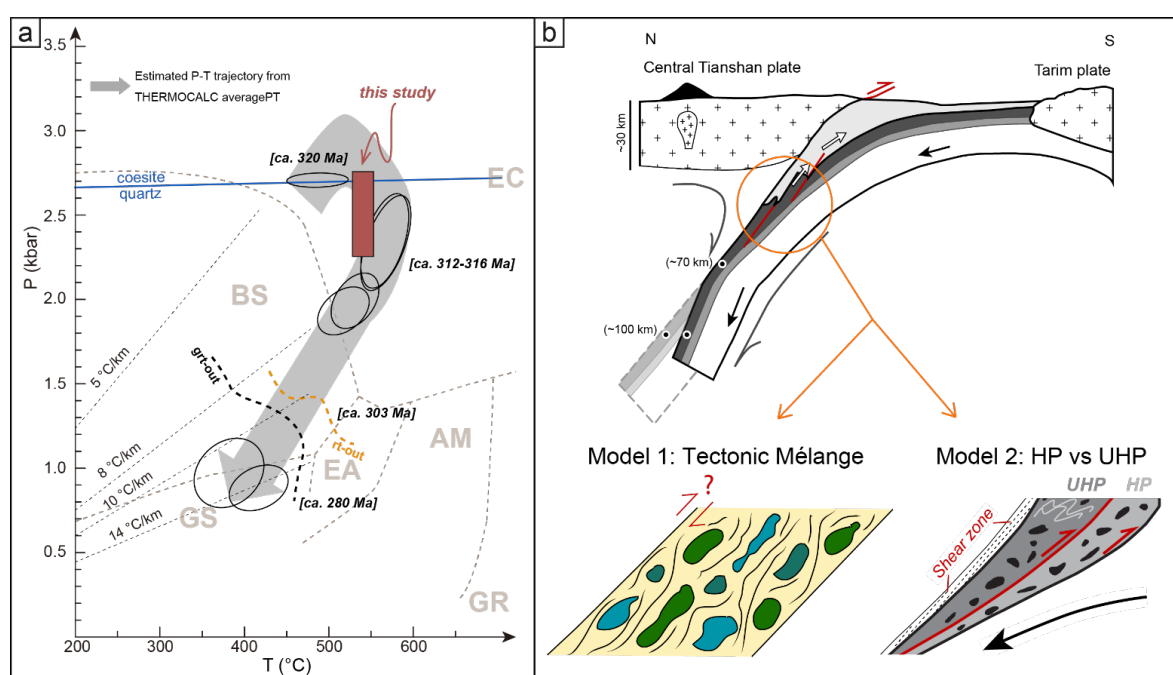 a
3.5
3.0
2.5
2.0
1.5
1.0
0.5
P (kbar)
200
300
400
500
600
T (°C)
Estimated P-T trajectory from
THERMOCALC averagePT
this study
[ca. 320 Ma]
coesite
quartz
EC
[ca. 312-316 Ma]
BS
5 °C/km
grt-out
[ca. 303 Ma]
rt-out
AM
8 °C/km
EA
10 °C/km
[ca. 280 Ma]
14 °C/km
GS
GR
b
N
S
Central Tianshan plate
Tarim plate
~30 km
(~70 km)
(~100 km)
Model 1: Tectonic Mélange
?
Model 2: HP vs UHP
UHP
HP
Shear zone